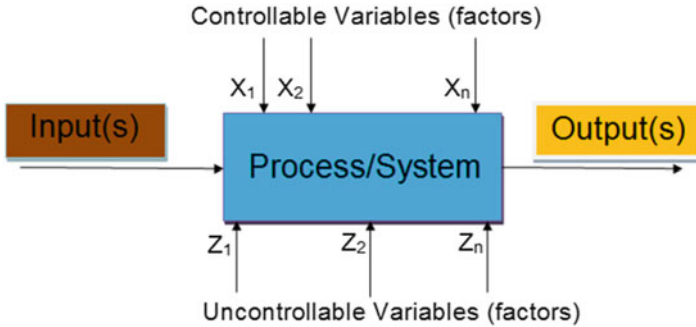 Controllable Variables (factors)
X₁ X₂ Xₙ
Input(s)
Output(s)
Process/System
Z₁ Z₂ Zₙ
Uncontrollable Variables (factors)